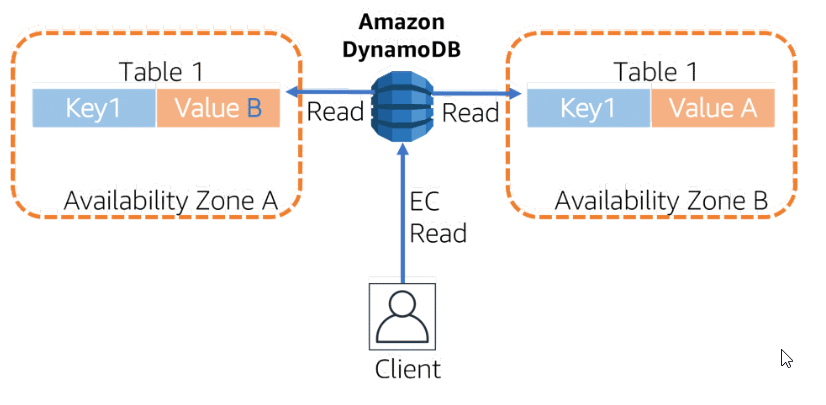 Amazon
DynamoDB
Table 1
Key1 Value B
Availability Zone A
Read
Read
Table 1
Key1 Value A
Availability Zone B
EC
Read
Client